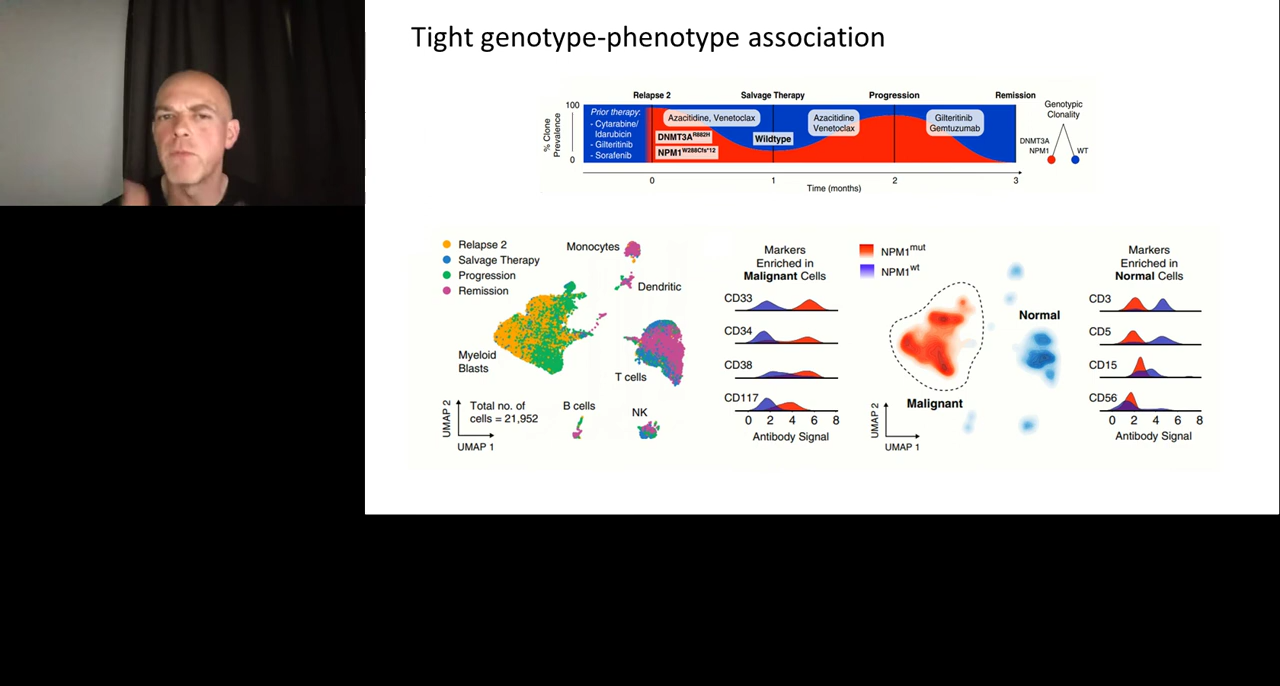 Tight genotype-phenotype association
Relapse 2
Salvage Therapy
Progression
Remission
% Clone
Prevalence
100
0
Prior therapy:
- Cytarabine/
Idarubicin
- Gilteritinib
- Sorafenib
Azacitidine, Venetoclax
DNMT3A^R882H
NPM1^W288Cfs*12
Wildtype
Azacitidine
Venetoclax
Gilteritinib
Gemtuzumab
0 1 2 3
Time (months)
Genotypic
Clonality
DNMT3A
NPM1
WT
Relapse 2
Salvage Therapy
Progression
Remission
Monocytes
Dendritic
Myeloid
Blasts
T cells
B cells
NK
Total no. of
cells = 21,952
UMAP 2
UMAP 1
Markers
Enriched in
Malignant Cells
CD33
CD34
CD38
CD117
0 2 4 6 8
Antibody Signal
NPM1^mut
NPM1^wt
Normal
Malignant
UMAP 2
UMAP 1
Markers
Enriched in
Normal Cells
CD3
CD5
CD15
CD56
0 2 4 6 8
Antibody Signal